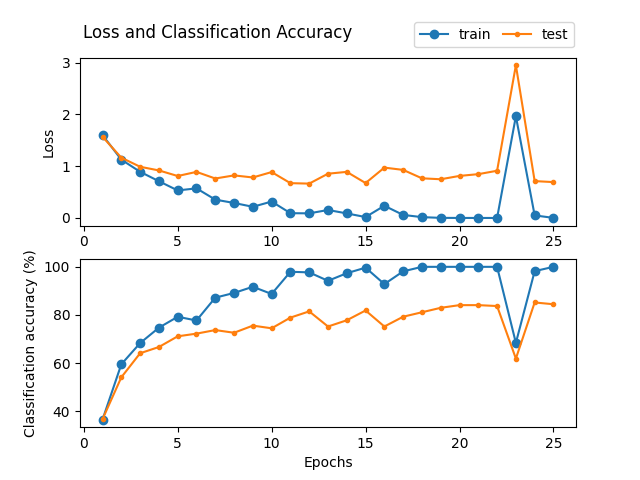 Loss and Classification Accuracy
train test
3
2
1
0
Loss
0 5 10 15 20 25
100
80
60
40
Classification accuracy (%)
0 5 10 15 20 25
Epochs